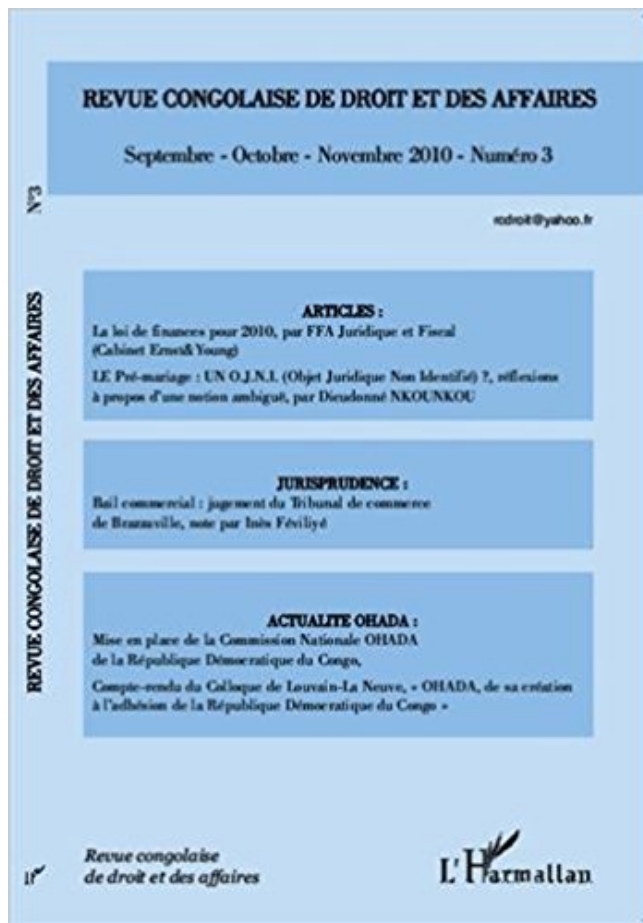 REVUE CONGOLAISE DE DROIT ET DES AFFAIRES
Septembre - Octobre - Novembre 2010 - Numéro 3
rcdroit@yahoo.fr
ARTICLES :
La loi de finances pour 2010, par FFA Juridique et Fiscal
(Cabinet Ernst&Young)
LE Pré-mariage : UN O.J.N.I. (Objet Juridique Non Identifié) ?, réflexions
à propos d'une notion ambiguë, par Dieudonné NKOUNKOU
JURISPRUDENCE :
Bail commercial : jugement du Tribunal de commerce
de Brazzaville, note par Inès Féviliyé
ACTUALITE OHADA :
Mise en place de la Commission Nationale OHADA
de la République Démocratique du Congo,
Compte-rendu du Colloque de Louvain-La Neuve, « OHADA, de sa création
à l'adhésion de la République Démocratique du Congo »
Revue congolaise
de droit et des affaires
L'Harmattan
N°3
REVUE CONGOLAISE DE DROIT ET DES AFFAIRES